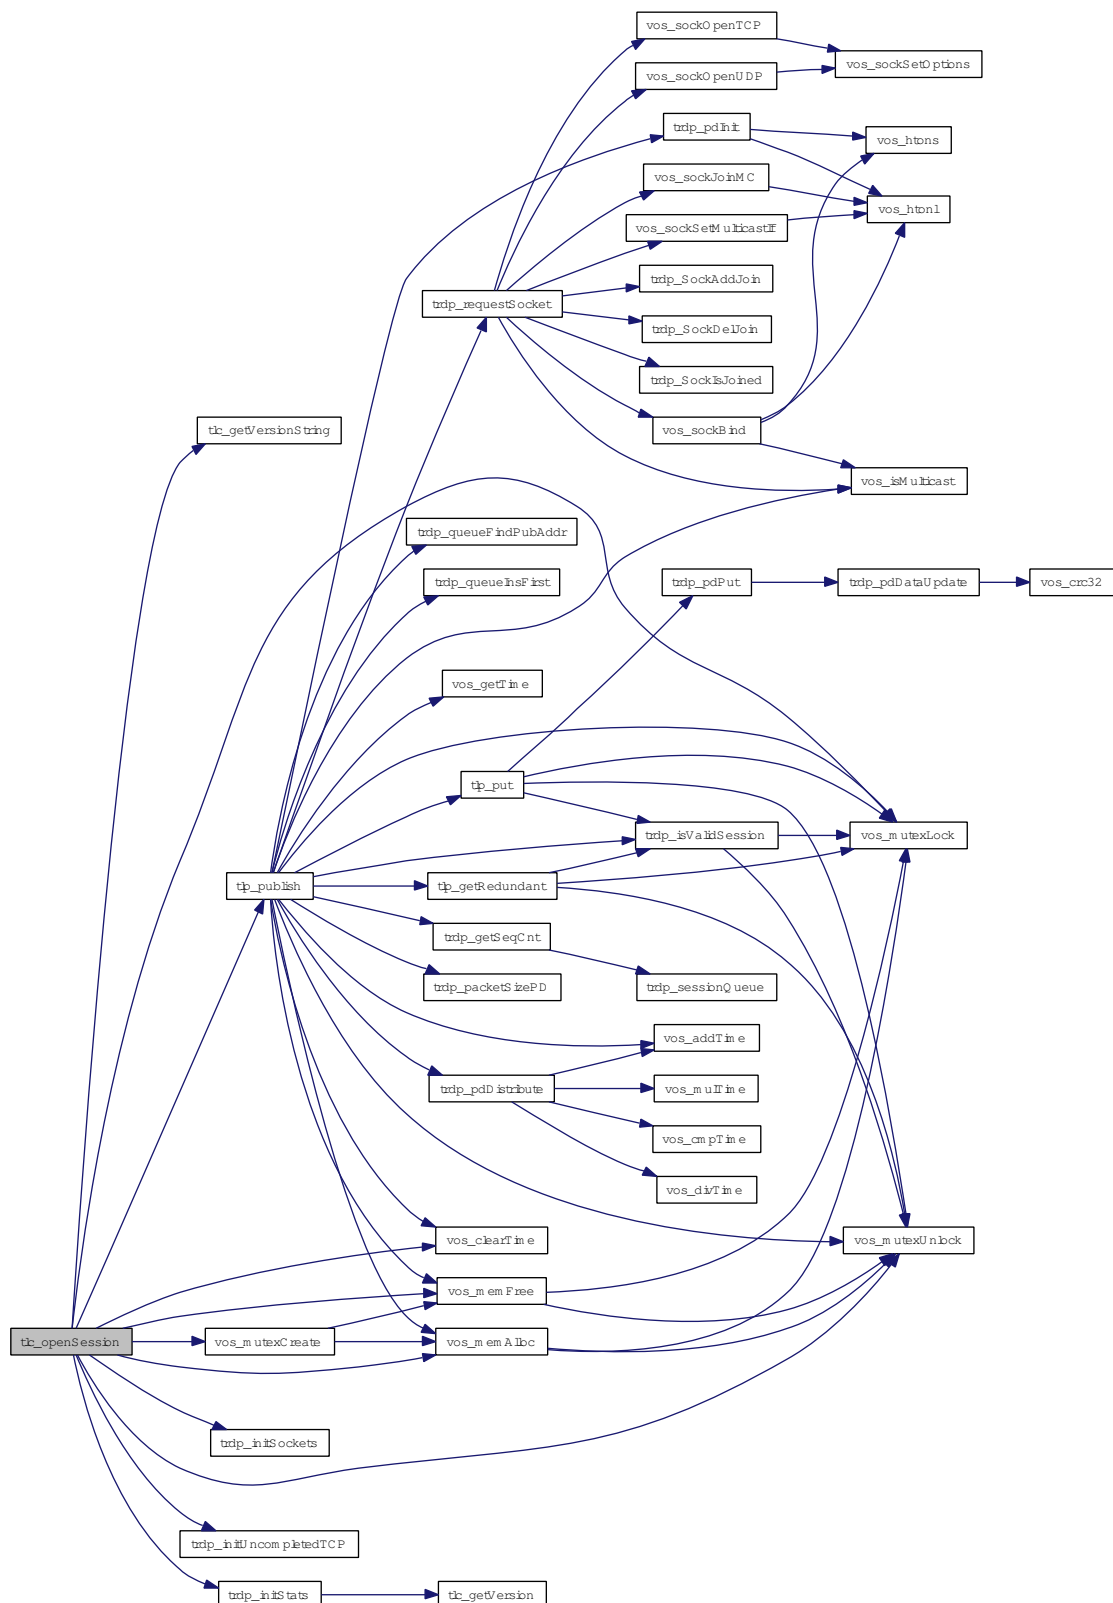 vos_sockOpenTCP
vos_sockSetOptions
vos_sockOpenUDP
trdp_pdInit
vos_htons
vos_sockJoinMC
vos_htonl
vos_sockSetMulticastIf
trdp_SockAddJoin
trdp_requestSocket
trdp_SockDelJoin
trdp_SockIsJoined
tlc_getVersionString
vos_sockBind
vos_isMulticast
trdp_queueFindPubAddr
trdp_queueInsFirst
trdp_pdPut
trdp_pdDataUpdate
vos_crc32
vos_getTime
tlp_put
trdp_isValidSession
vos_mutexLock
tlp_publish
tlp_getRedundant
trdp_getSeqCnt
trdp_packetSizePD
trdp_sessionQueue
vos_addTime
trdp_pdDistribute
vos_mulTime
vos_cmpTime
vos_divTime
vos_clearTime
vos_mutexUnlock
vos_memFree
tlc_openSession
vos_mutexCreate
vos_memAlloc
trdp_initSockets
trdp_initUncompletedTCP
trdp_initStats
tlc_getVersion